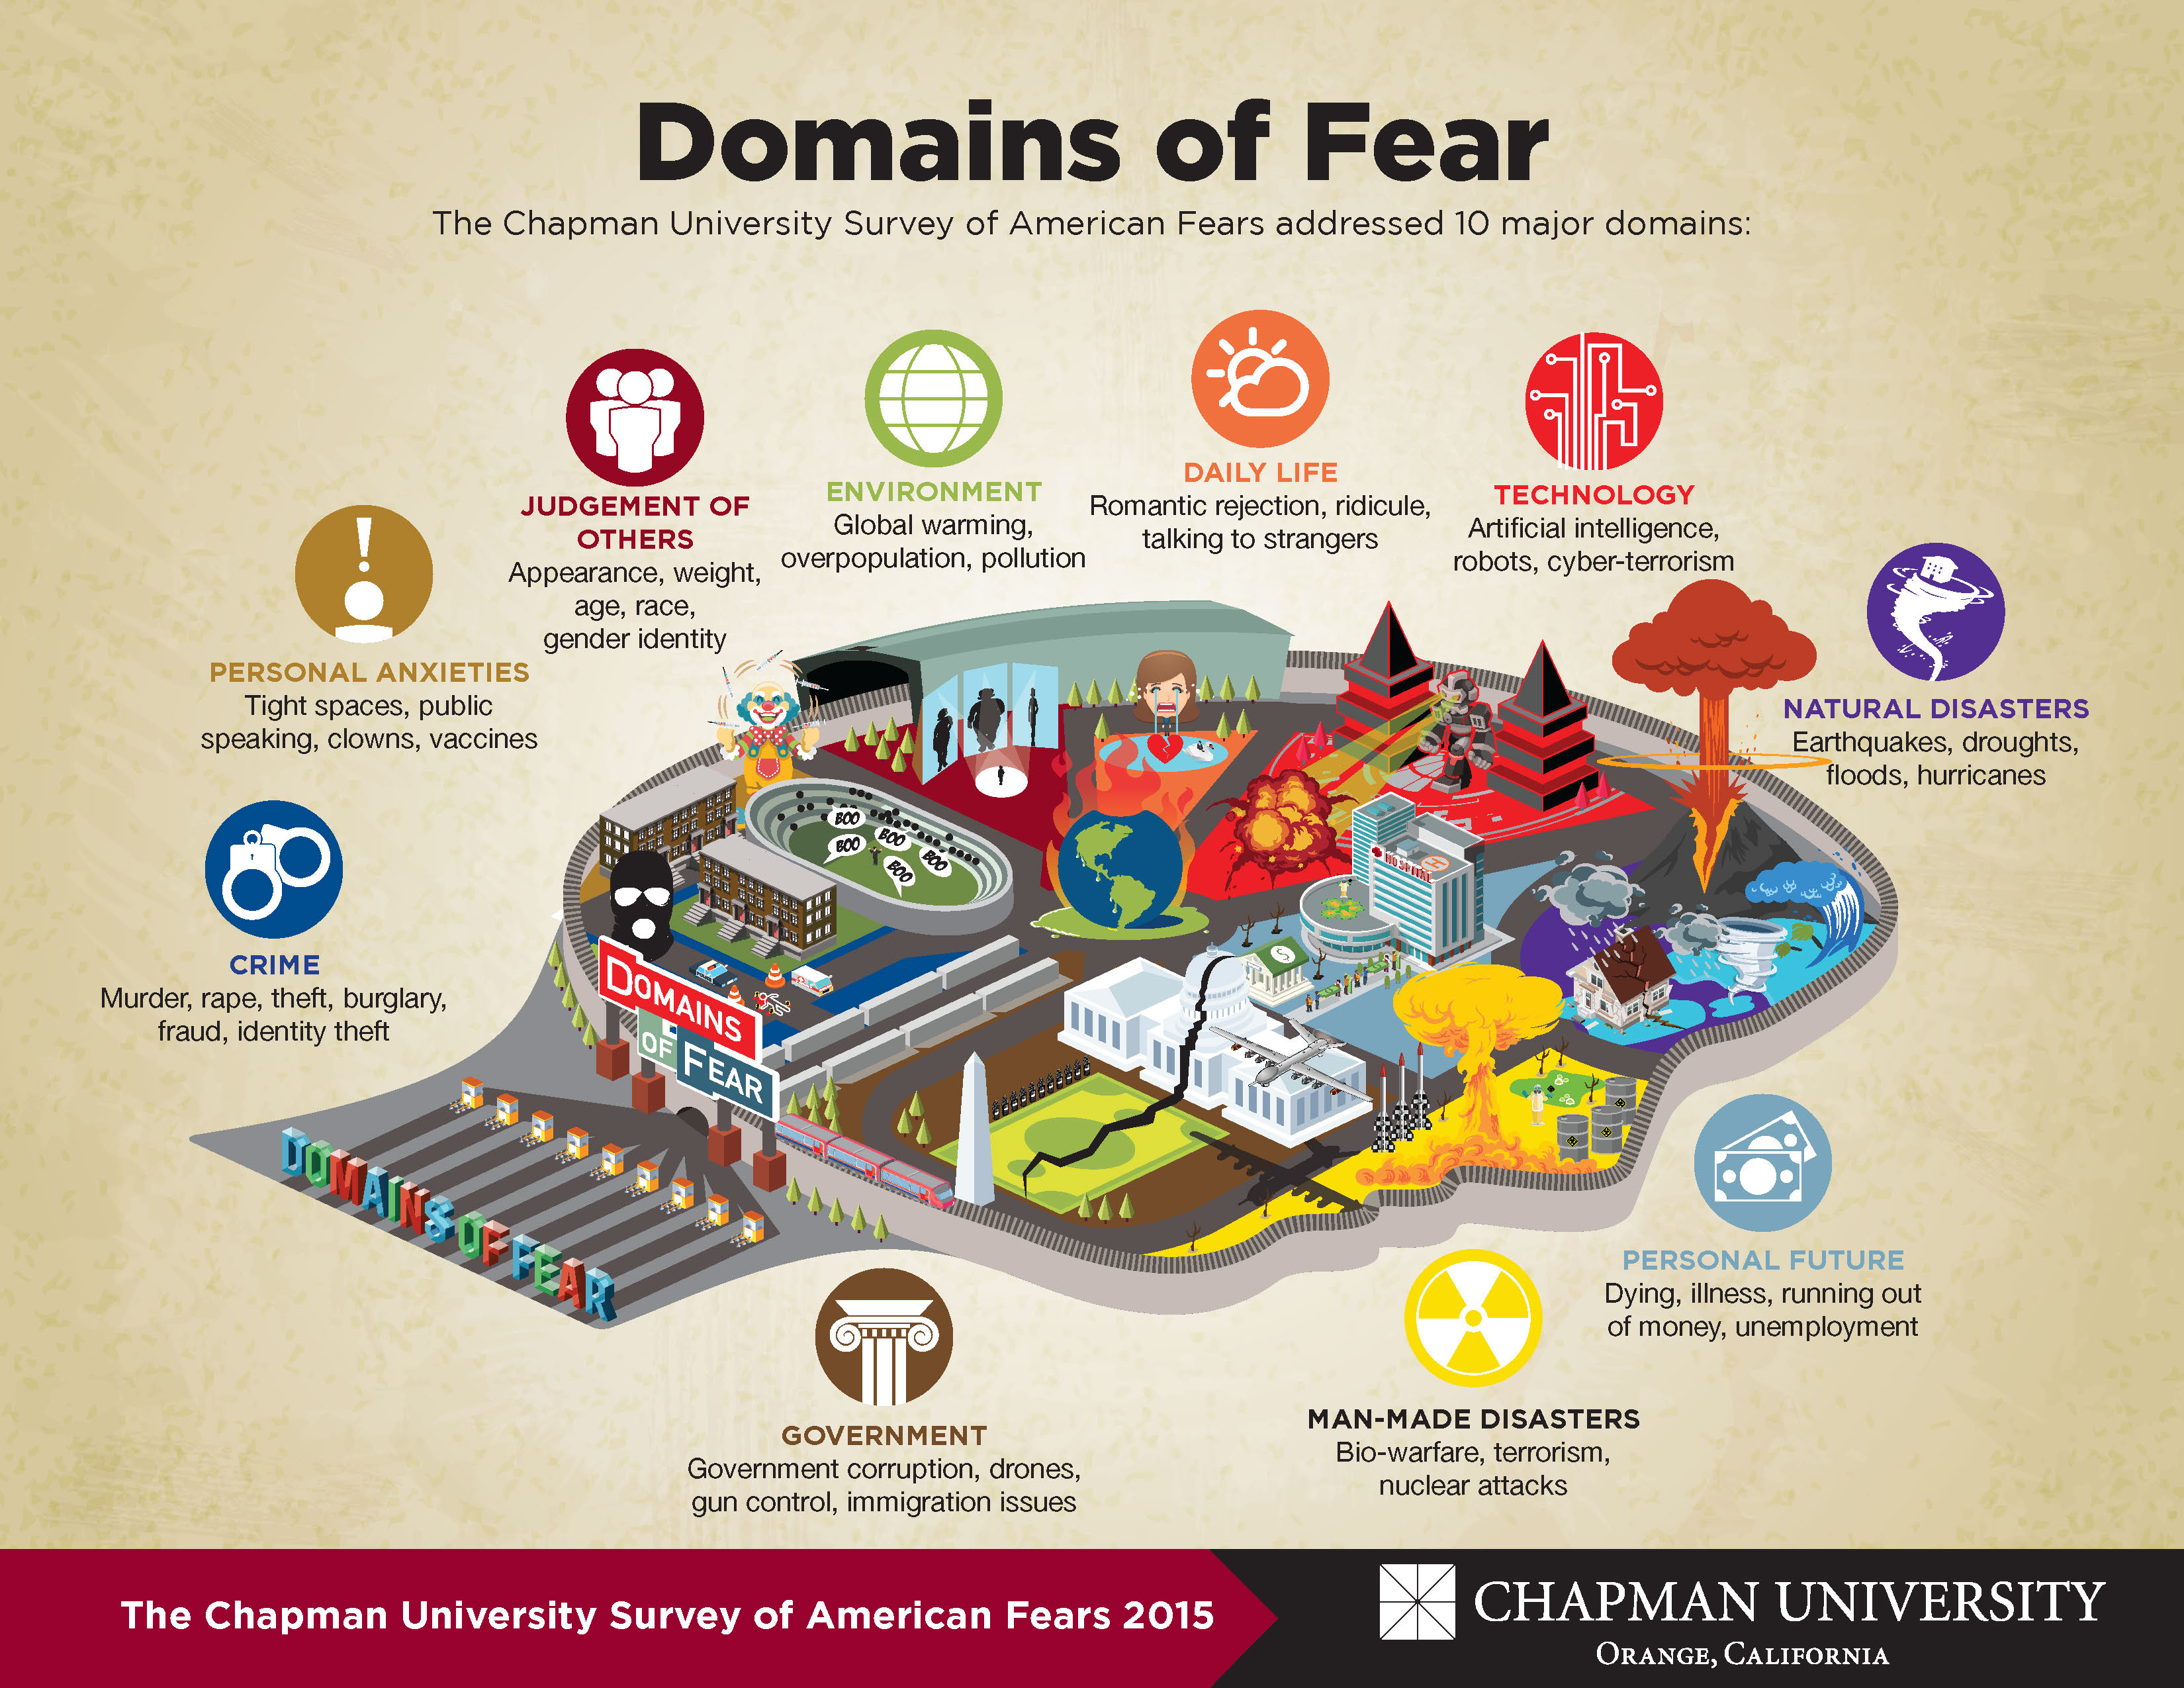 Domains of Fear
The Chapman University Survey of American Fears addressed 10 major domains:
DAILY LIFE
Romantic rejection, ridicule,
talking to strangers
ENVIRONMENT
Global warming,
overpopulation, pollution
TECHNOLOGY
Artificial intelligence,
robots, cyber-terrorism
JUDGEMENT OF
OTHERS
Appearance, weight,
age, race,
gender identity
PERSONAL ANXIETIES
Tight spaces, public
speaking, clowns, vaccines
NATURAL DISASTERS
Earthquakes, droughts,
floods, hurricanes
BOO
BOO
BOO
BOO
BOO
HOSPITAL
H
$
CRIME
Murder, rape, theft, burglary,
fraud, identity theft
DOMAINS
OF FEAR
DOMAINS OF FEAR
PERSONAL FUTURE
Dying, illness, running out
of money, unemployment
MAN-MADE DISASTERS
Bio-warfare, terrorism,
nuclear attacks
GOVERNMENT
Government corruption, drones,
gun control, immigration issues
The Chapman University Survey of American Fears 2015
CHAPMAN UNIVERSITY
ORANGE, CALIFORNIA